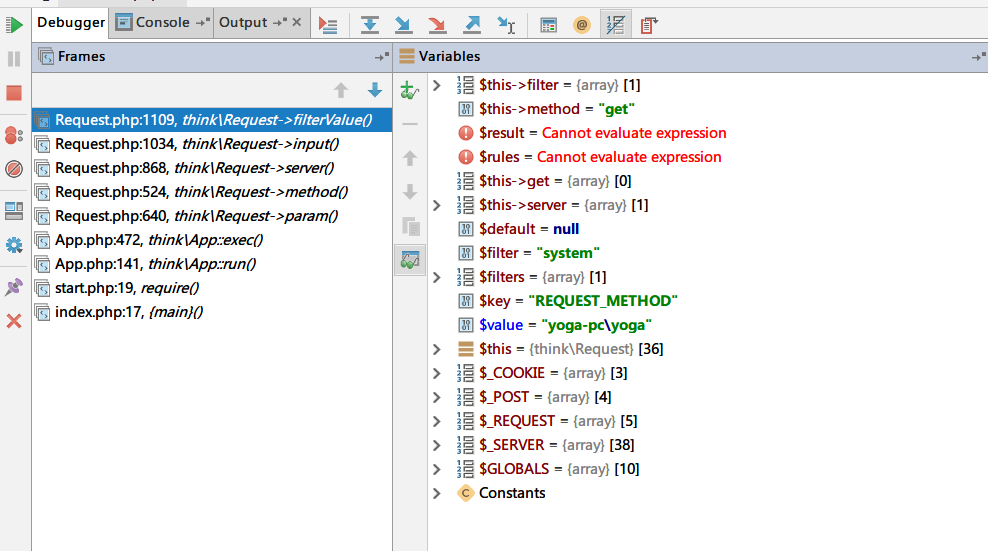 Debugger Console Output
Frames
Variables
Request.php:1109, think\Request->filterValue()
Request.php:1034, think\Request->input()
Request.php:868, think\Request->server()
Request.php:524, think\Request->method()
Request.php:640, think\Request->param()
App.php:472, think\App::exec()
App.php:141, think\App::run()
start.php:19, require()
index.php:17, {main}()
$this->filter = {array} [1]
$this->method = "get"
$result = Cannot evaluate expression
$rules = Cannot evaluate expression
$this->get = {array} [0]
$this->server = {array} [1]
$default = null
$filter = "system"
$filters = {array} [1]
$key = "REQUEST_METHOD"
$value = "yoga-pc\yoga"
$this = {think\Request} [36]
$_COOKIE = {array} [3]
$_POST = {array} [4]
$_REQUEST = {array} [5]
$_SERVER = {array} [38]
$GLOBALS = {array} [10]
Constants